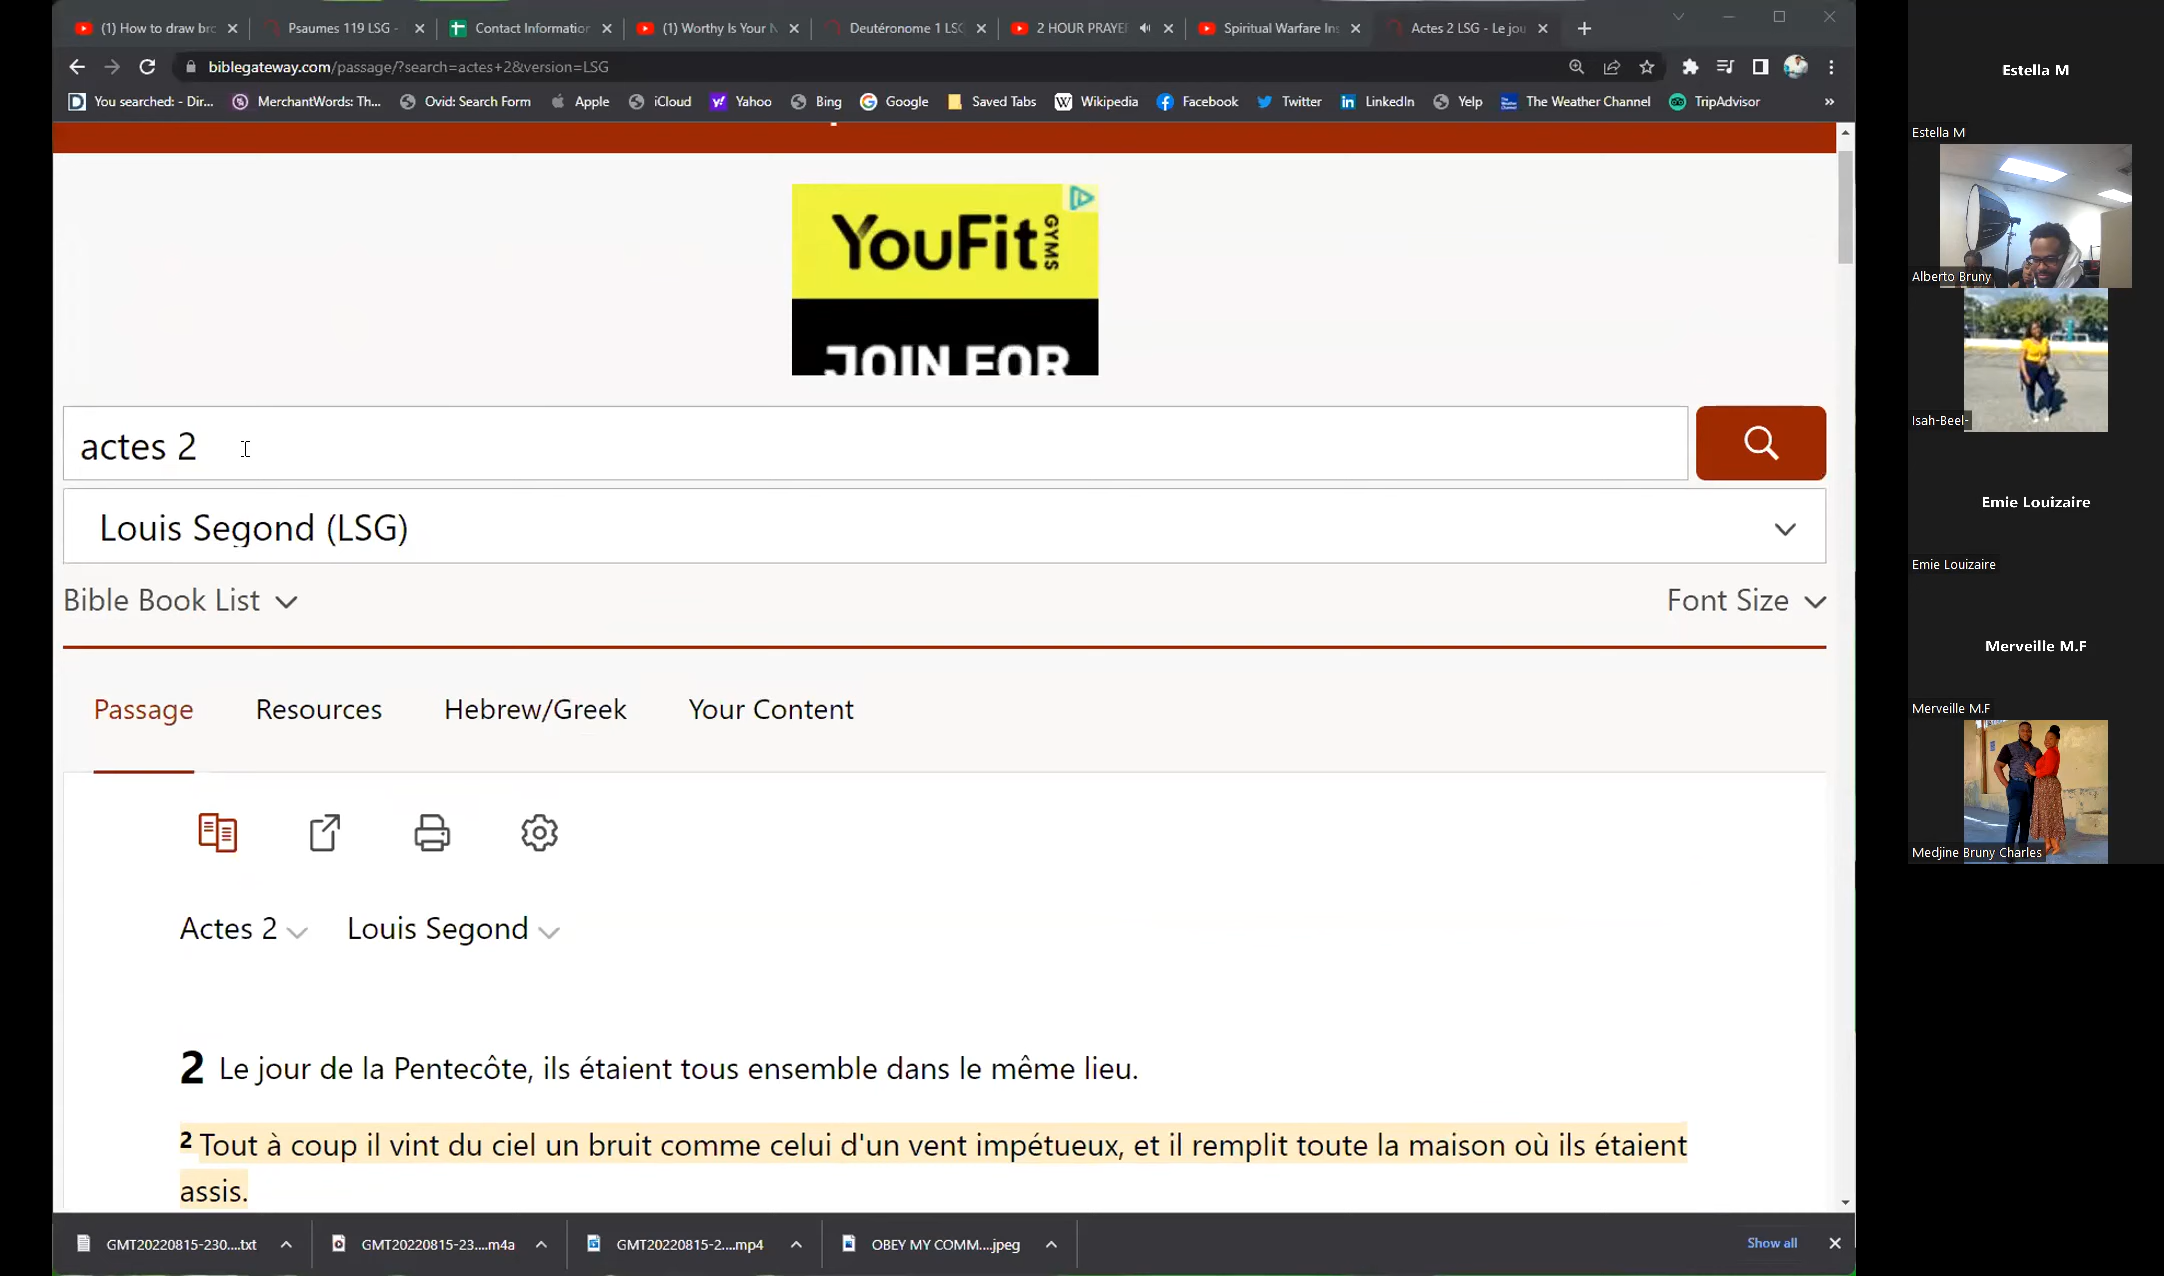 (1) How to draw bro
Psaumes 119 LSG -
Contact Information
(1) Worthy Is Your N
Deutéronome 1 LSG
2 HOUR PRAYER
Spiritual Warfare Ins
Actes 2 LSG - Le jou
biblegateway.com/passage/?search=actes+2&version=LSG
You searched: - Dir...
MerchantWords: Th...
Ovid: Search Form
Apple
iCloud
Yahoo
Bing
Google
Saved Tabs
Wikipedia
Facebook
Twitter
LinkedIn
Yelp
The Weather Channel
TripAdvisor
»
YouFit GYMS
JOIN FOR
actes 2
Louis Segond (LSG)
Bible Book List
Font Size
Passage
Resources
Hebrew/Greek
Your Content
Actes 2
Louis Segond
2 Le jour de la Pentecôte, ils étaient tous ensemble dans le même lieu.
2 Tout à coup il vint du ciel un bruit comme celui d'un vent impétueux, et il remplit toute la maison où ils étaient
assis.
GMT20220815-230....txt
GMT20220815-23....m4a
GMT20220815-2....mp4
OBEY MY COMM....jpeg
Show all
Estella M
Estella M
Alberto Bruny
Isah-Beel-
Emie Louizaire
Emie Louizaire
Merveille M.F
Merveille M.F
Medjine Bruny Charles